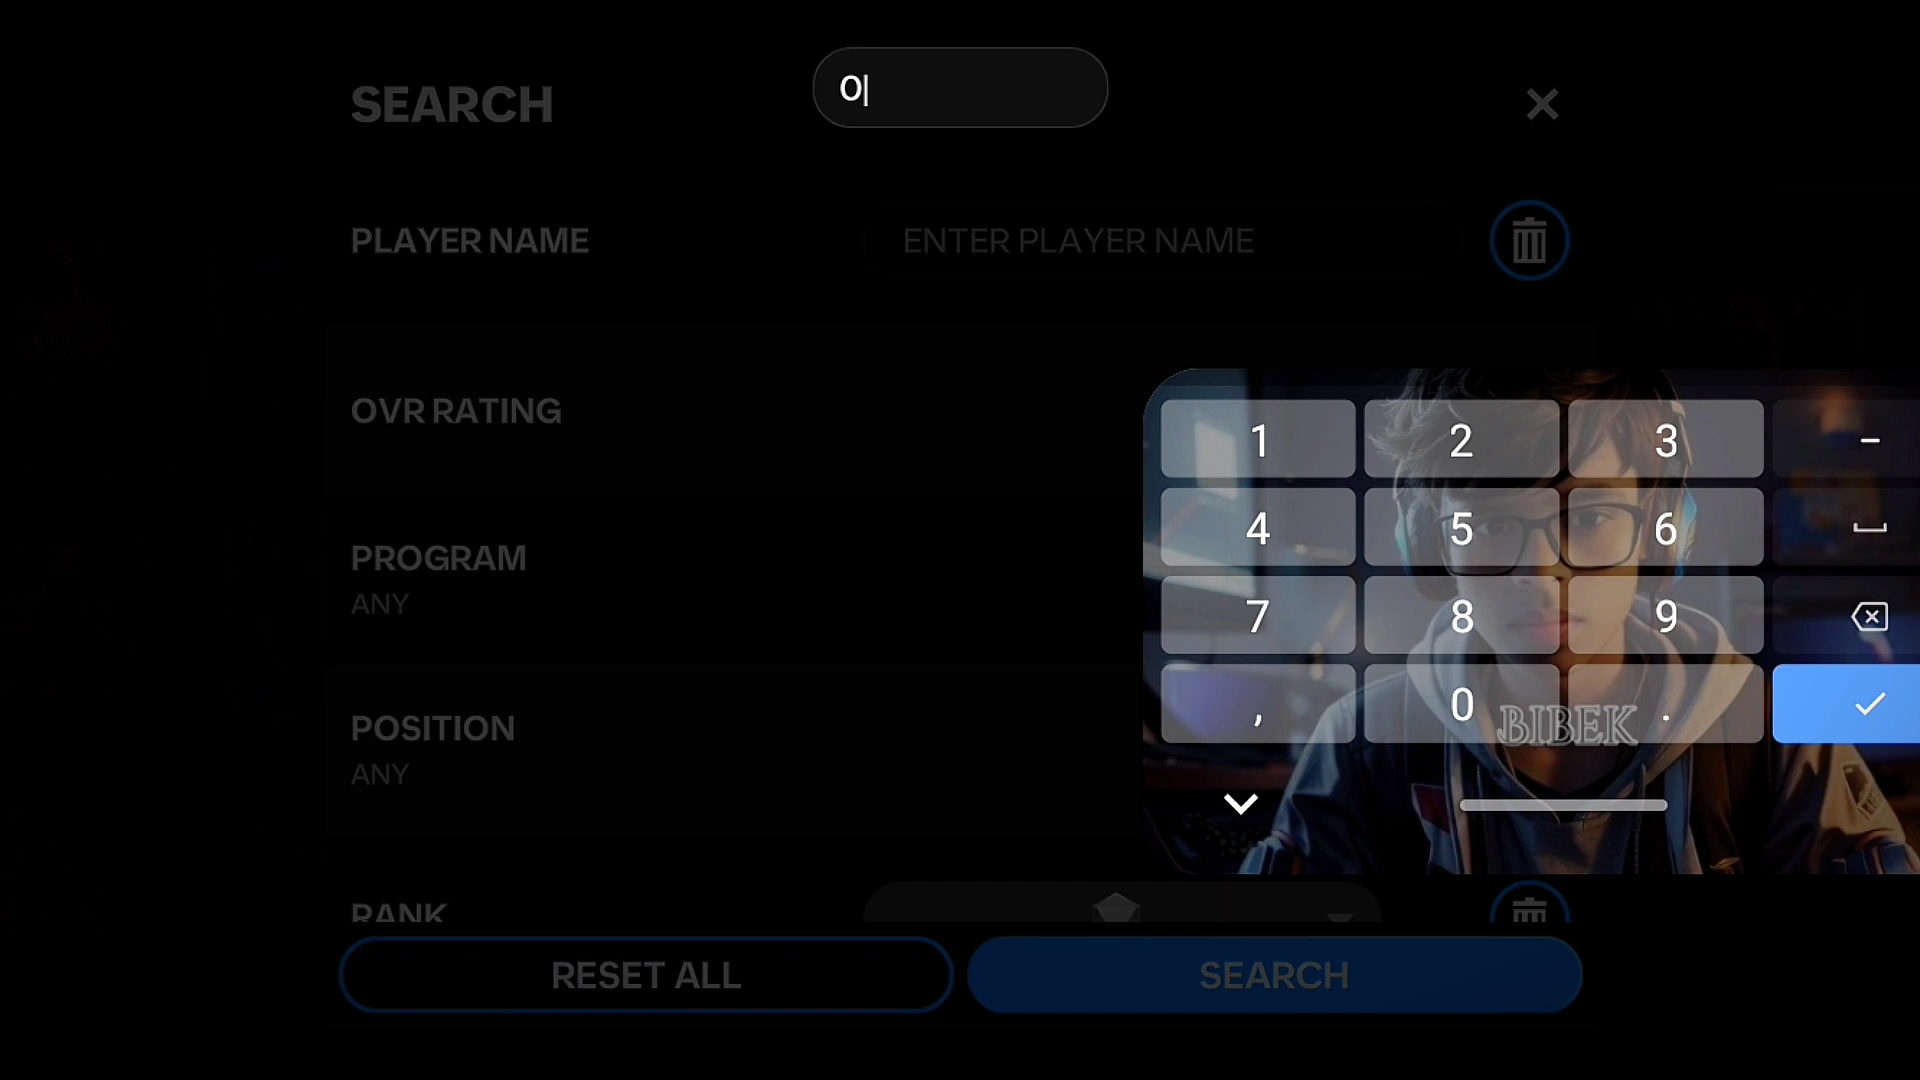 0
SEARCH
PLAYER NAME
ENTER PLAYER NAME
OVR RATING
PROGRAM
ANY
POSITION
ANY
RANK
RESET ALL
SEARCH
1 2 3 -
4 5 6
7 8 9
, 0 .
BIBEK